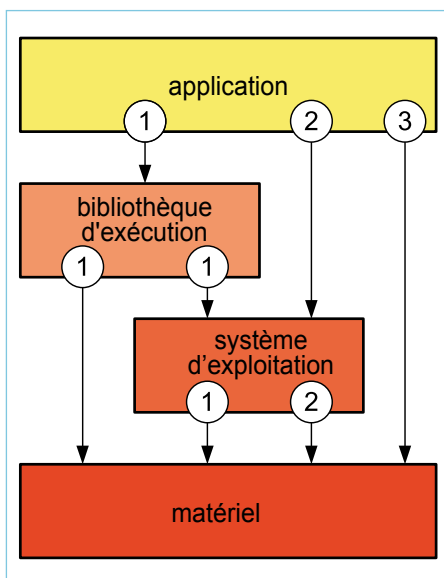 application
1
2
3
bibliothèque
d'exécution
1
1
système
d’exploitation
1
2
matériel